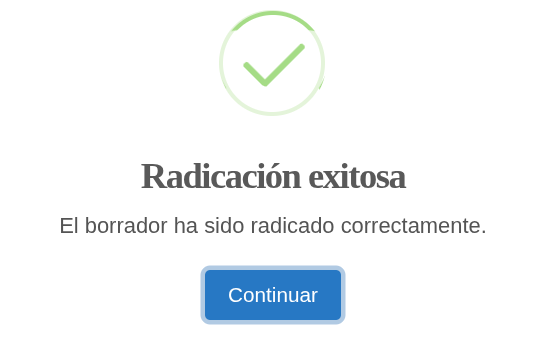 Radicación exitosa
El borrador ha sido radicado correctamente.
Continuar